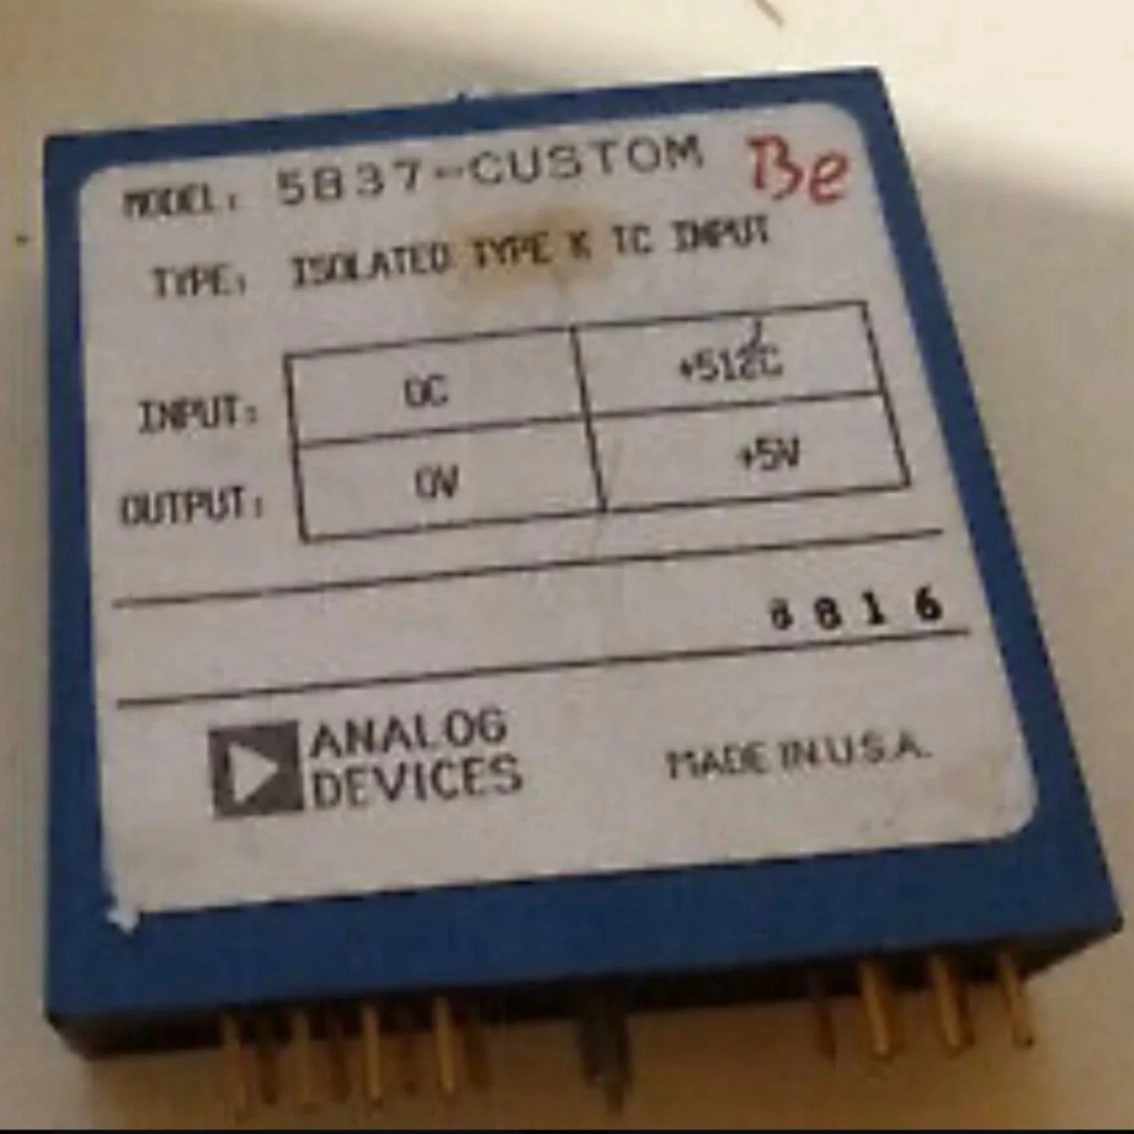 MODEL: 5B37-CUSTOM Be
TYPE: ISOLATED TYPE K TC INPUT
INPUT: 0C +512C
OUTPUT: 0V +5V
8816
ANALOG
DEVICES
MADE IN U.S.A.